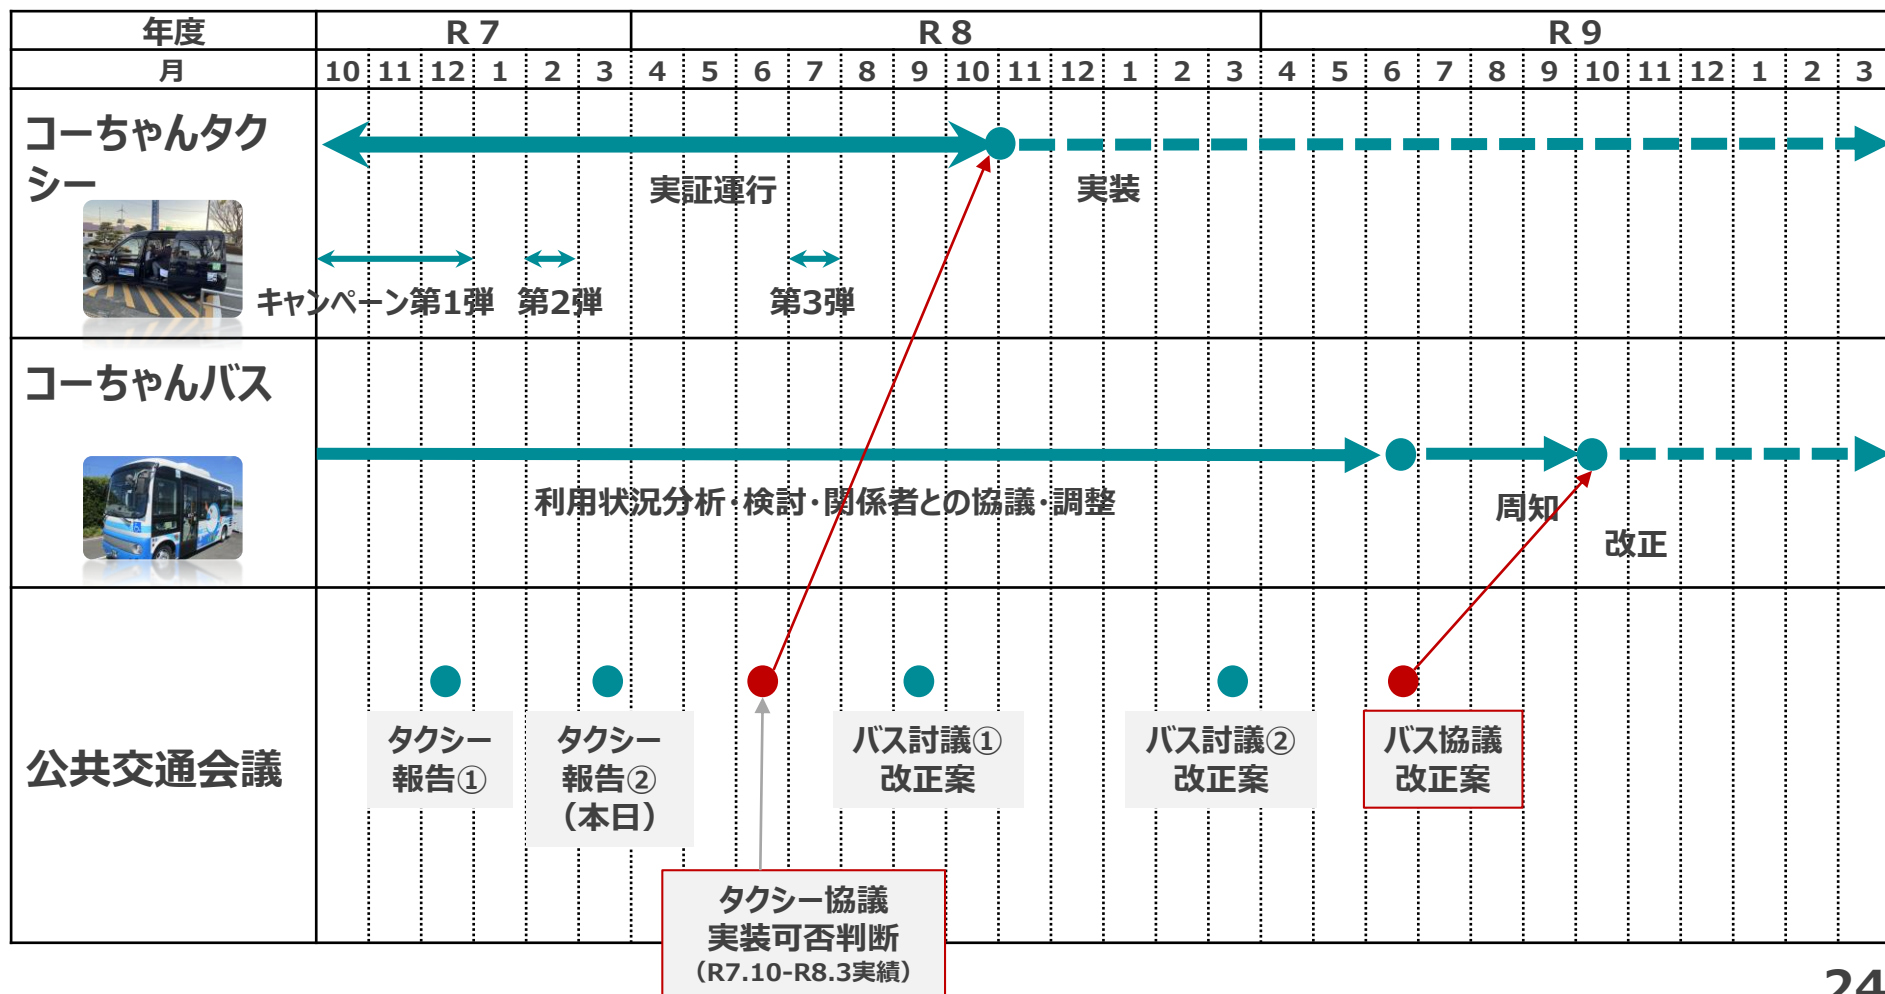 年度
R７
R８
R９
月
10 11 12 1 2 3 4 5 6 7 8 9 10 11 12 1 2 3 4 5 6 7 8 9 10 11 12 1 2 3
コーちゃんタク
シー
実証運行
実装
キャンペーン第1弾
第2弾
第3弾
コーちゃんバス
利用状況分析・検討・関係者との協議・調整
周知
改正
公共交通会議
タクシー
報告①
タクシー
報告②
（本日）
タクシー協議
実装可否判断
（R7.10-R8.3実績）
バス討議①
改正案
バス討議②
改正案
バス協議
改正案
24